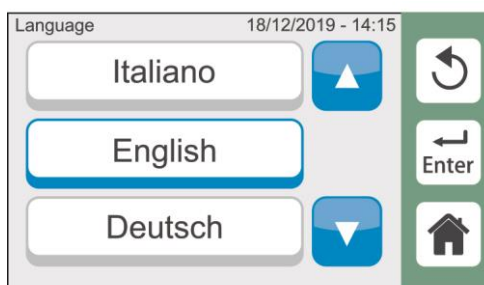 Language 18/12/2019 - 14:15
Italiano
English
Enter
Deutsch